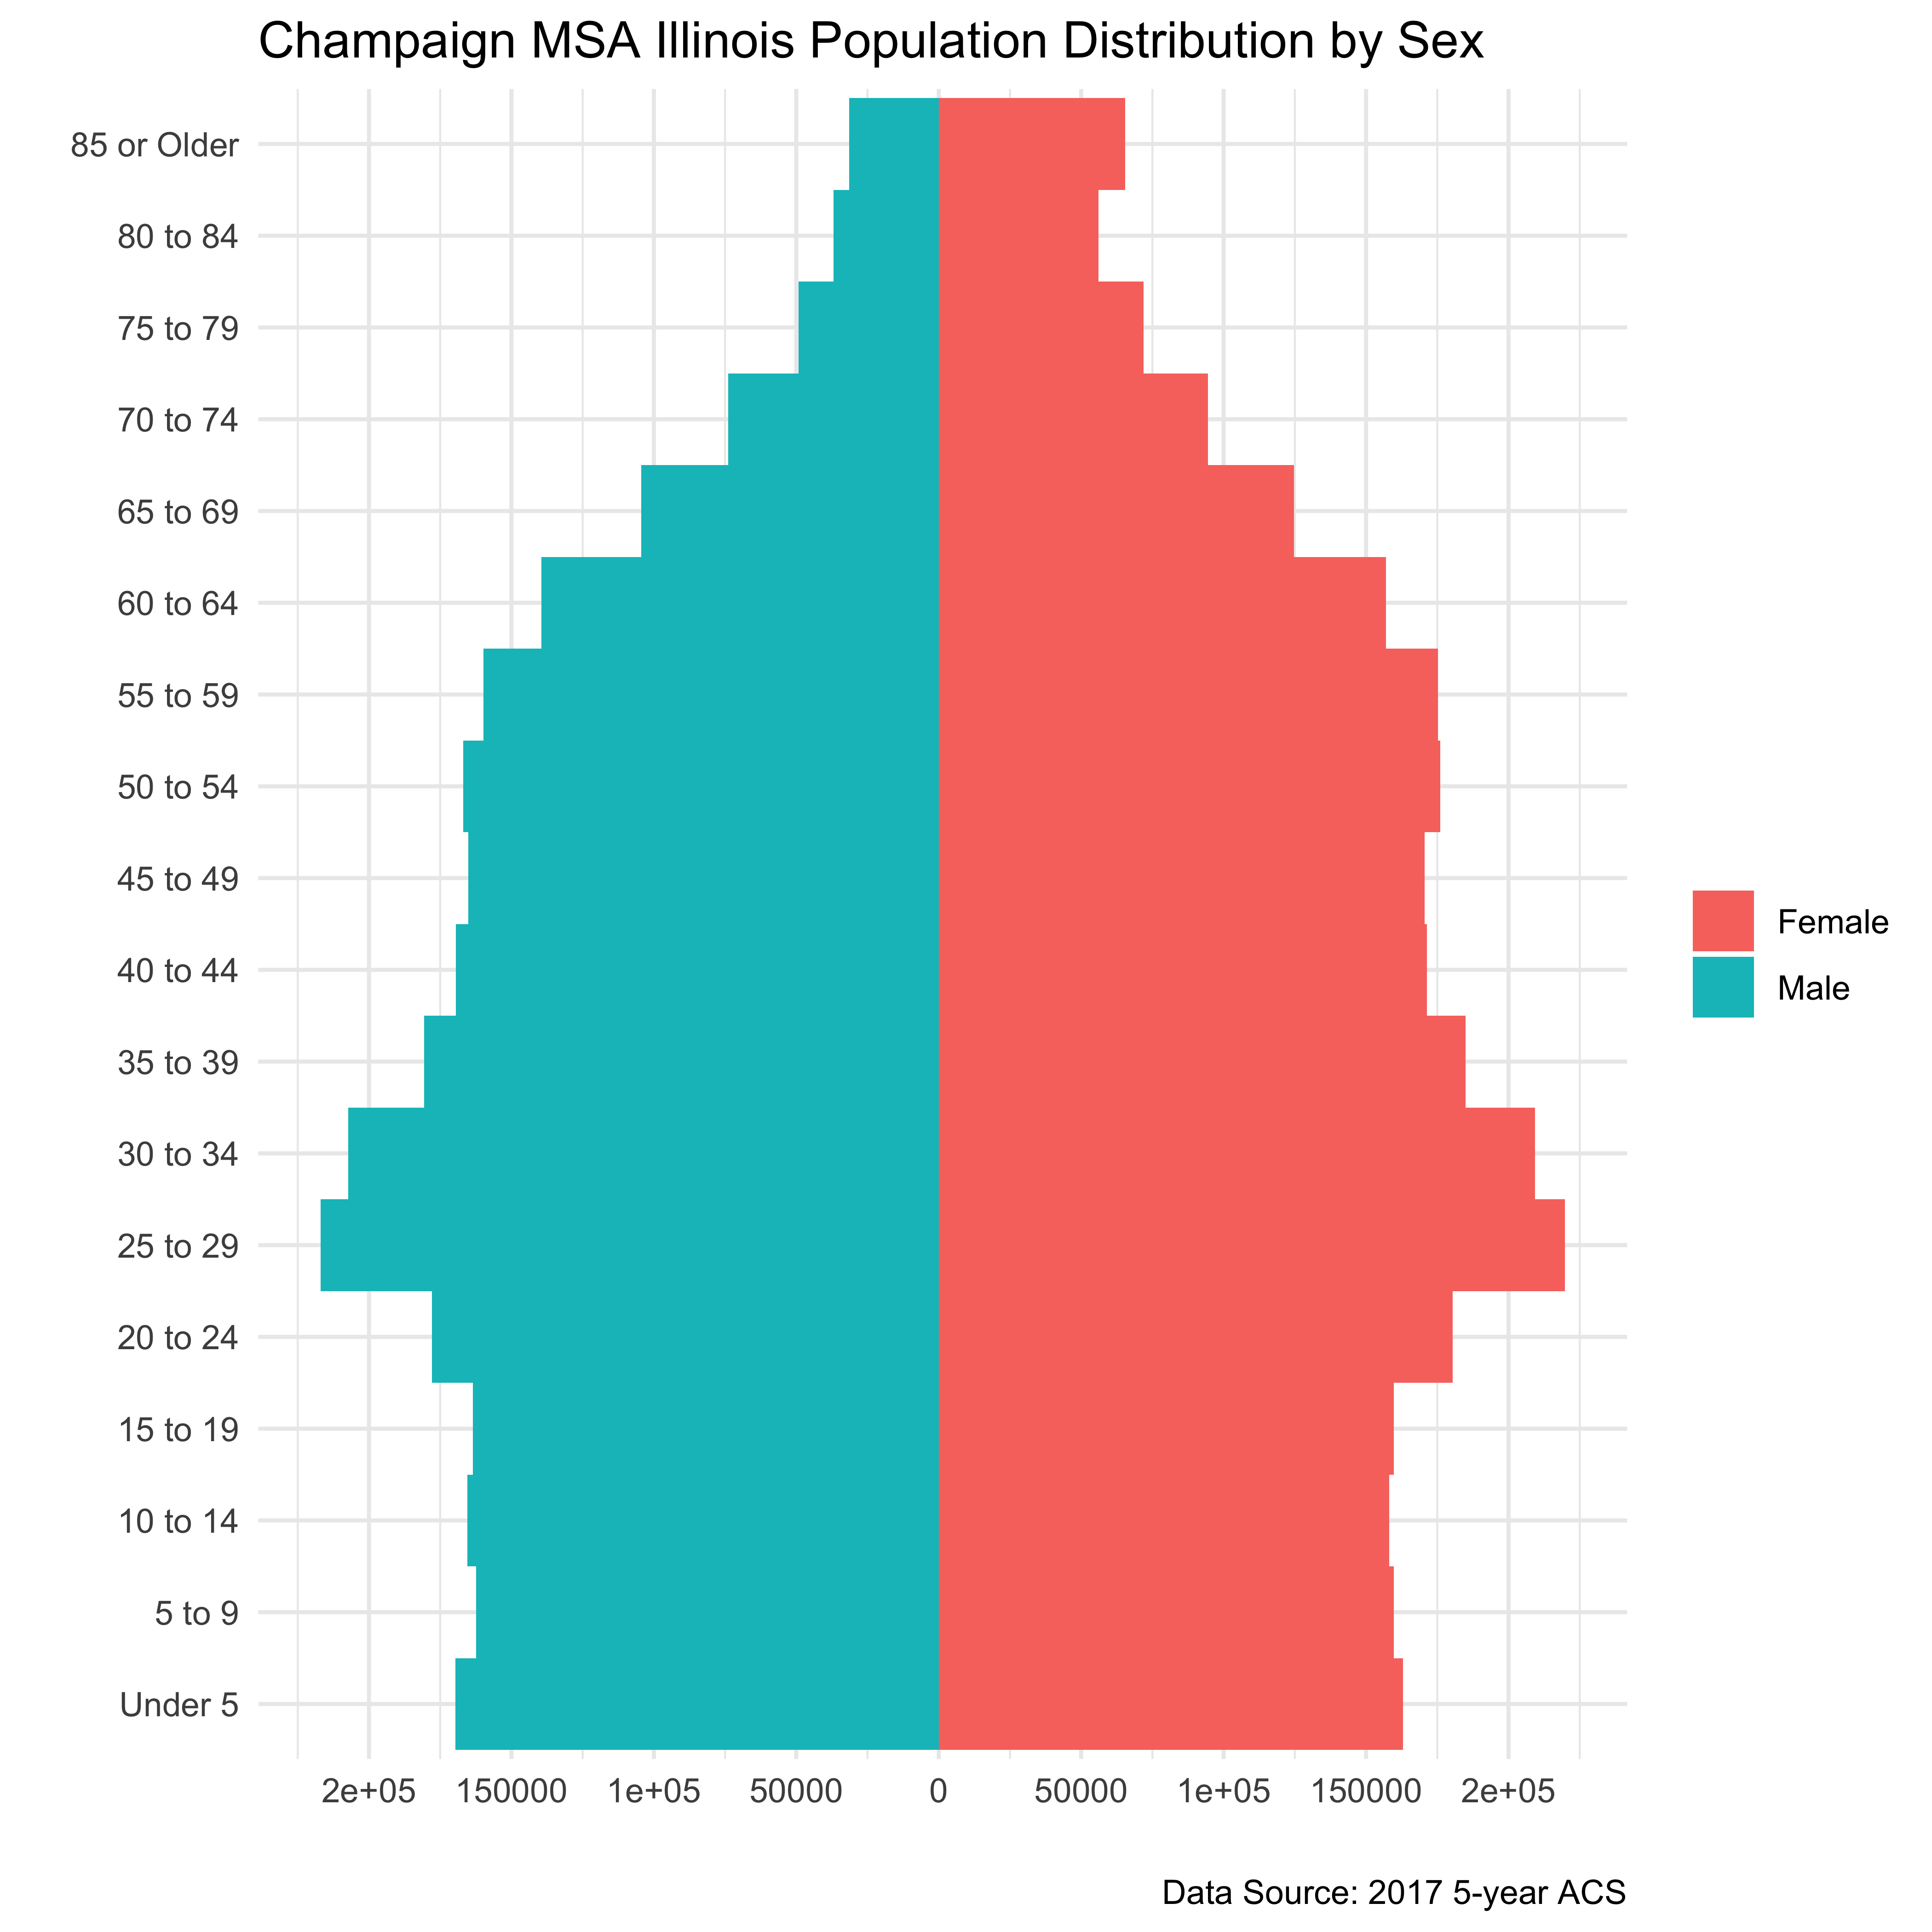 Champaign MSA Illinois Population Distribution by Sex
85 or Older
80 to 84
75 to 79
70 to 74
65 to 69
60 to 64
55 to 59
50 to 54
45 to 49
40 to 44
35 to 39
30 to 34
25 to 29
20 to 24
15 to 19
10 to 14
5 to 9
Under 5
2e+05 150000 1e+05 50000 0 50000 1e+05 150000 2e+05
Female
Male
Data Source: 2017 5-year ACS